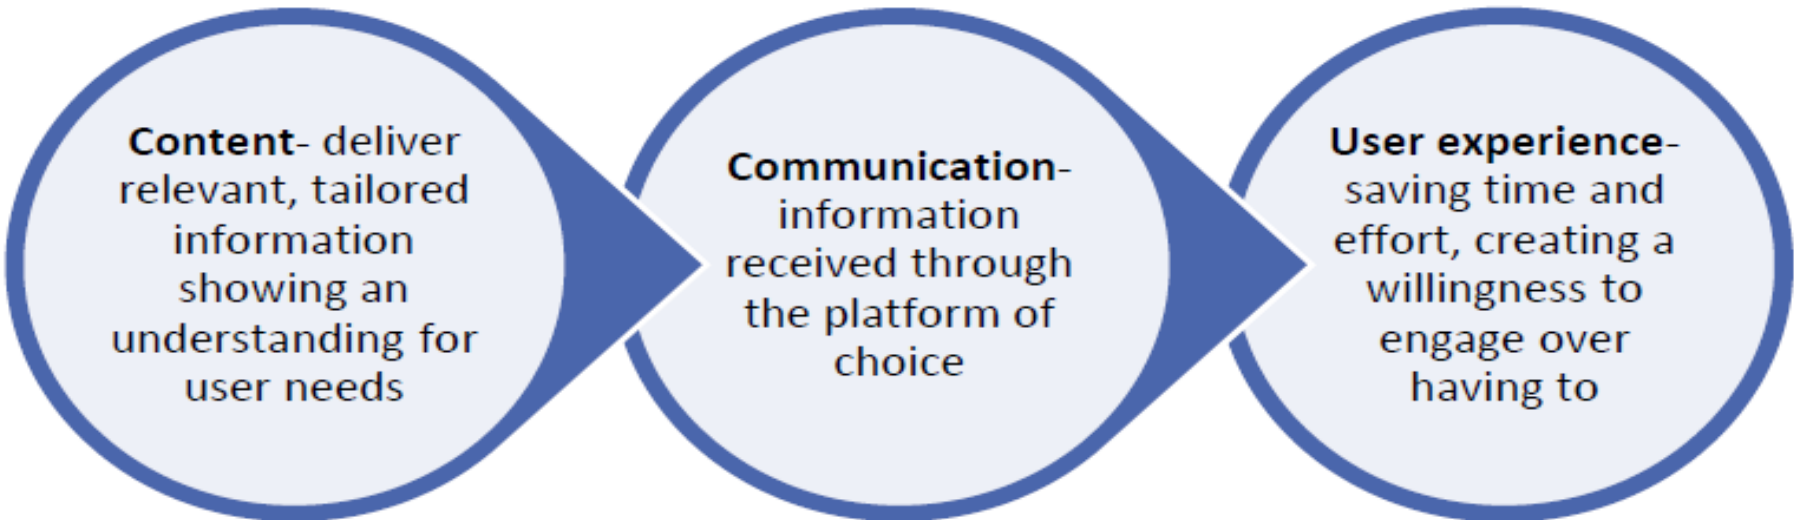 Content- deliver
relevant, tailored
information
showing an
understanding for
user needs
Communication-
information
received through
the platform of
choice
User experience-
saving time and
effort, creating a
willingness to
engage over
having to